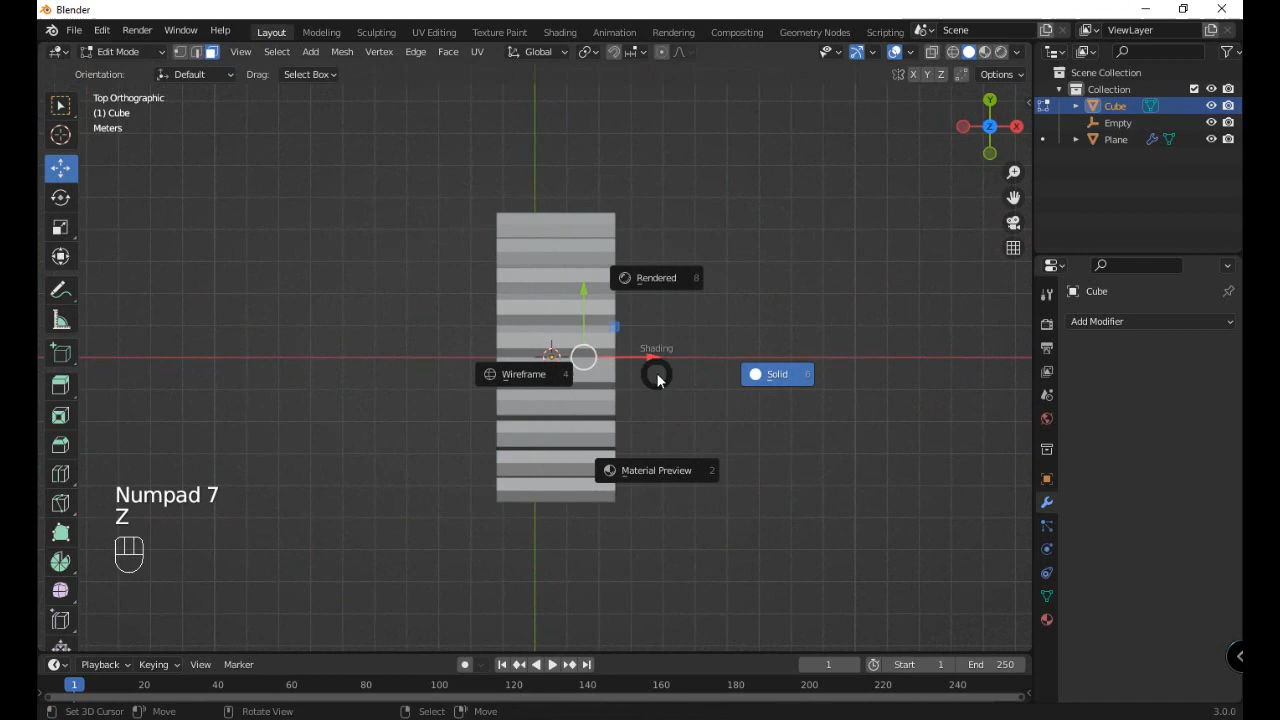 Blender
File Edit Render Window Help
Layout Modeling Sculpting UV Editing Texture Paint Shading Animation Rendering Compositing Geometry Nodes Scripting
Scene
ViewLayer
Edit Mode View Select Add Mesh Vertex Edge Face UV
Global
Orientation: Default Drag: Select Box
X Y Z
Options
Top Orthographic
(1) Cube
Meters
Y
Z
X
Scene Collection
Collection
Cube
Empty
Plane
Cube
Add Modifier
Rendered 8
Shading
Wireframe 4
Solid 6
Material Preview 2
Numpad 7
Z
Playback Keying View Marker
1
Start 1
End 250
1 20 40 60 80 100 120 140 160 180 200 220 240
Set 3D Cursor Move Rotate View Select Move
3.0.0